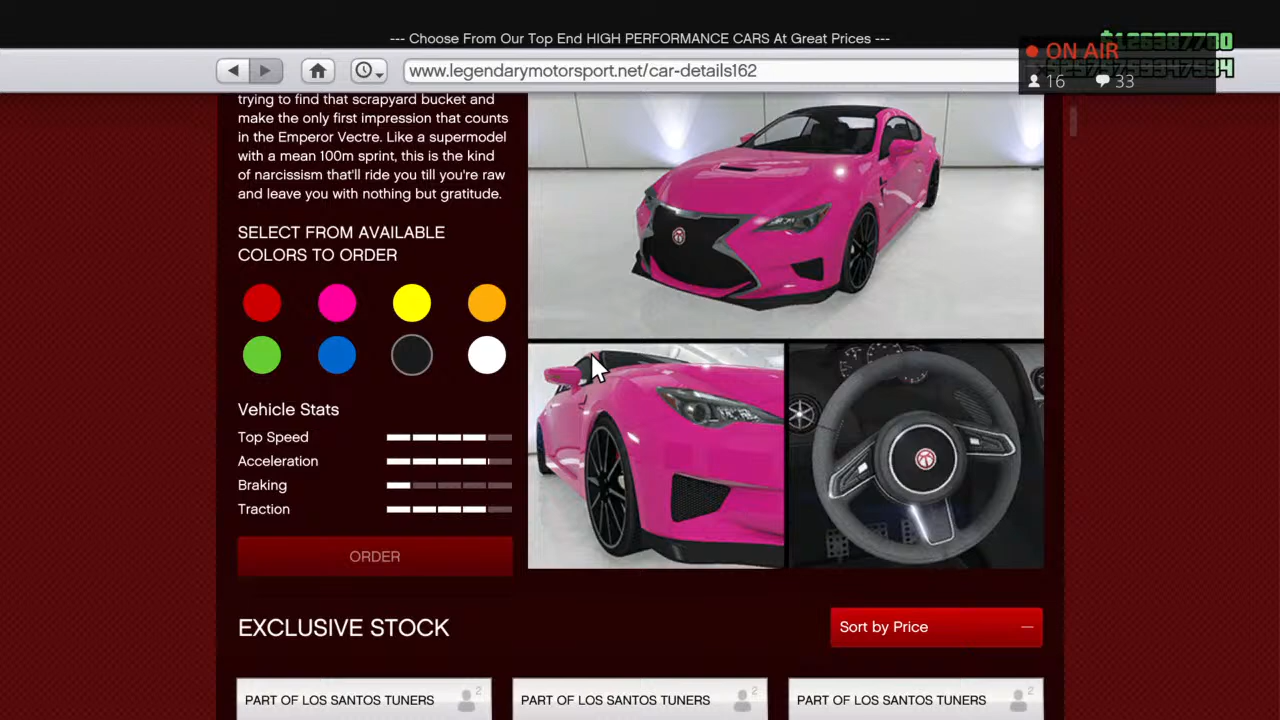 --- Choose From Our Top End HIGH PERFORMANCE CARS At Great Prices ---
ON AIR
16 33
www.legendarymotorsport.net/car-details162
trying to find that scrapyard bucket and
make the only first impression that counts
in the Emperor Vectre. Like a supermodel
with a mean 100m sprint, this is the kind
of narcissism that'll ride you till you're raw
and leave you with nothing but gratitude.
SELECT FROM AVAILABLE
COLORS TO ORDER
Vehicle Stats
Top Speed
Acceleration
Braking
Traction
ORDER
EXCLUSIVE STOCK
Sort by Price
PART OF LOS SANTOS TUNERS 2
PART OF LOS SANTOS TUNERS 2
PART OF LOS SANTOS TUNERS 2